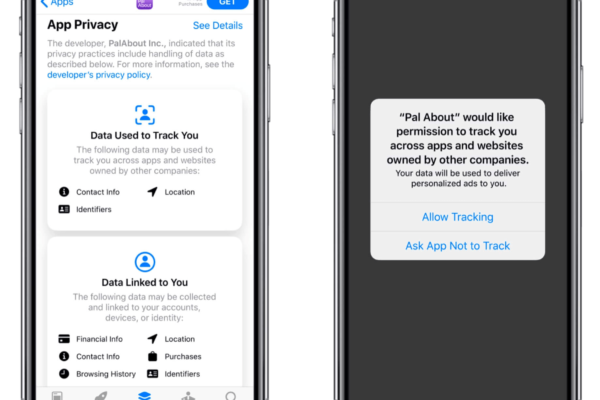 Apps
Purchases
GET
App Privacy
See Details
The developer, PalAbout Inc., indicated that its
privacy practices include handling of data as
described below. For more information, see the
developer's privacy policy.
Data Used to Track You
The following data may be used to
track you across apps and websites
owned by other companies:
Contact Info
Location
Identifiers
Data Linked to You
The following data may be collected
and linked to your accounts,
devices, or identity:
Financial Info
Location
Contact Info
Purchases
Browsing History
Identifiers
“Pal About” would like
permission to track you
across apps and websites
owned by other companies.
Your data will be used to deliver
personalized ads to you.
Allow Tracking
Ask App Not to Track